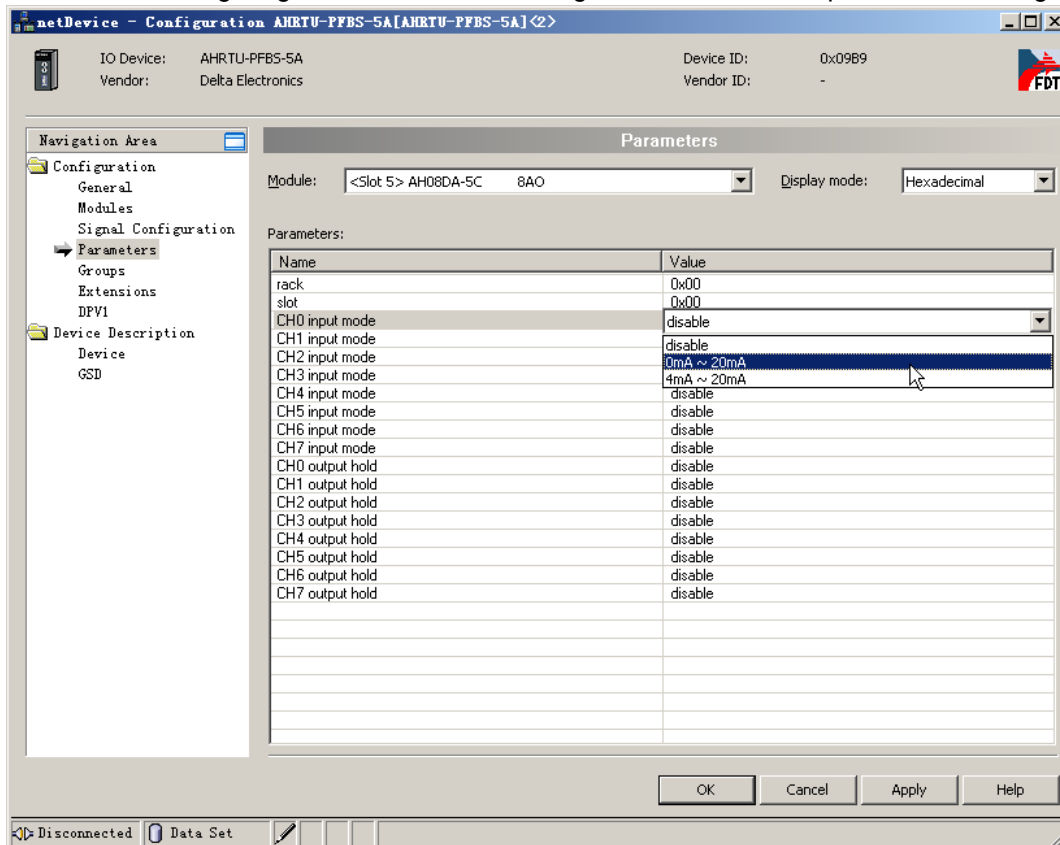 netDevice - Configuration AHRTU-PFBS-5A[AHRTU-PFBS-5A]<2>
IO Device: AHRTU-PFBS-5A Device ID: 0x09B9
Vendor: Delta Electronics Vendor ID: -
FDT
Navigation Area
Configuration
General
Modules
Signal Configuration
Parameters
Groups
Extensions
DPV1
Device Description
Device
GSD
Parameters
Module: <Slot 5> AH08DA-5C 8AO Display mode: Hexadecimal
Parameters:
Name Value
rack 0x00
slot 0x00
CH0 input mode disable
CH1 input mode disable
CH2 input mode 0mA ~ 20mA
CH3 input mode 4mA ~ 20mA
CH4 input mode disable
CH5 input mode disable
CH6 input mode disable
CH7 input mode disable
CH0 output hold disable
CH1 output hold disable
CH2 output hold disable
CH3 output hold disable
CH4 output hold disable
CH5 output hold disable
CH6 output hold disable
CH7 output hold disable
OK Cancel Apply Help
Disconnected Data Set